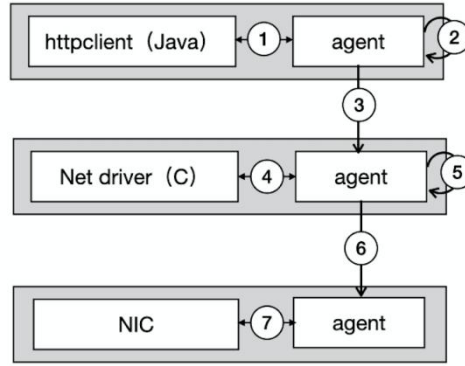 httpclient（Java） 1 agent 2
3
Net driver（C） 4 agent 5
6
NIC 7 agent